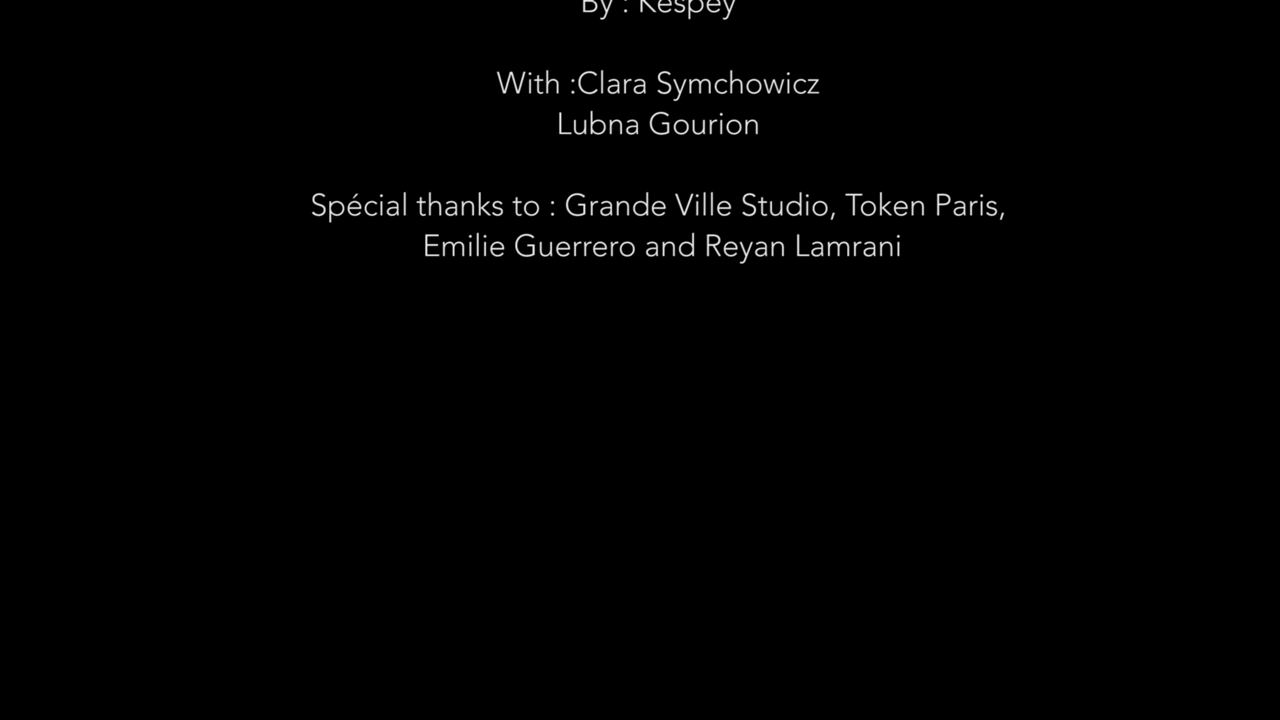 By : Kespey
With :Clara Symchowicz
Lubna Gourion
Spécial thanks to : Grande Ville Studio, Token Paris,
Emilie Guerrero and Reyan Lamrani